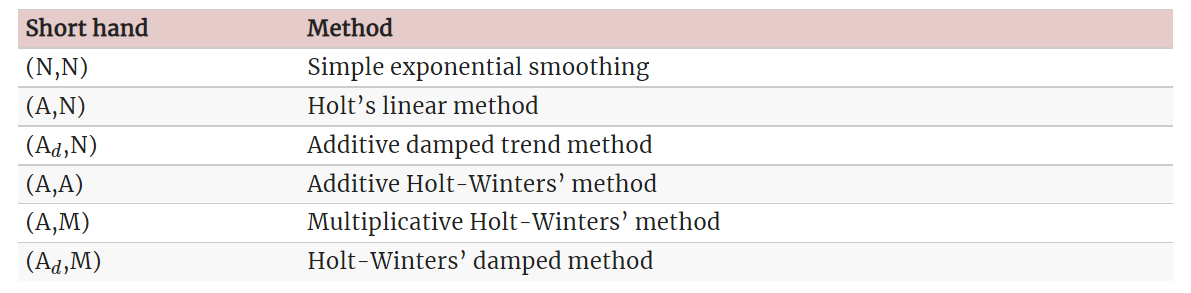 Short hand Method
(N,N) Simple exponential smoothing
(A,N) Holt’s linear method
(A_d,N) Additive damped trend method
(A,A) Additive Holt-Winters’ method
(A,M) Multiplicative Holt-Winters’ method
(A_d,M) Holt-Winters’ damped method